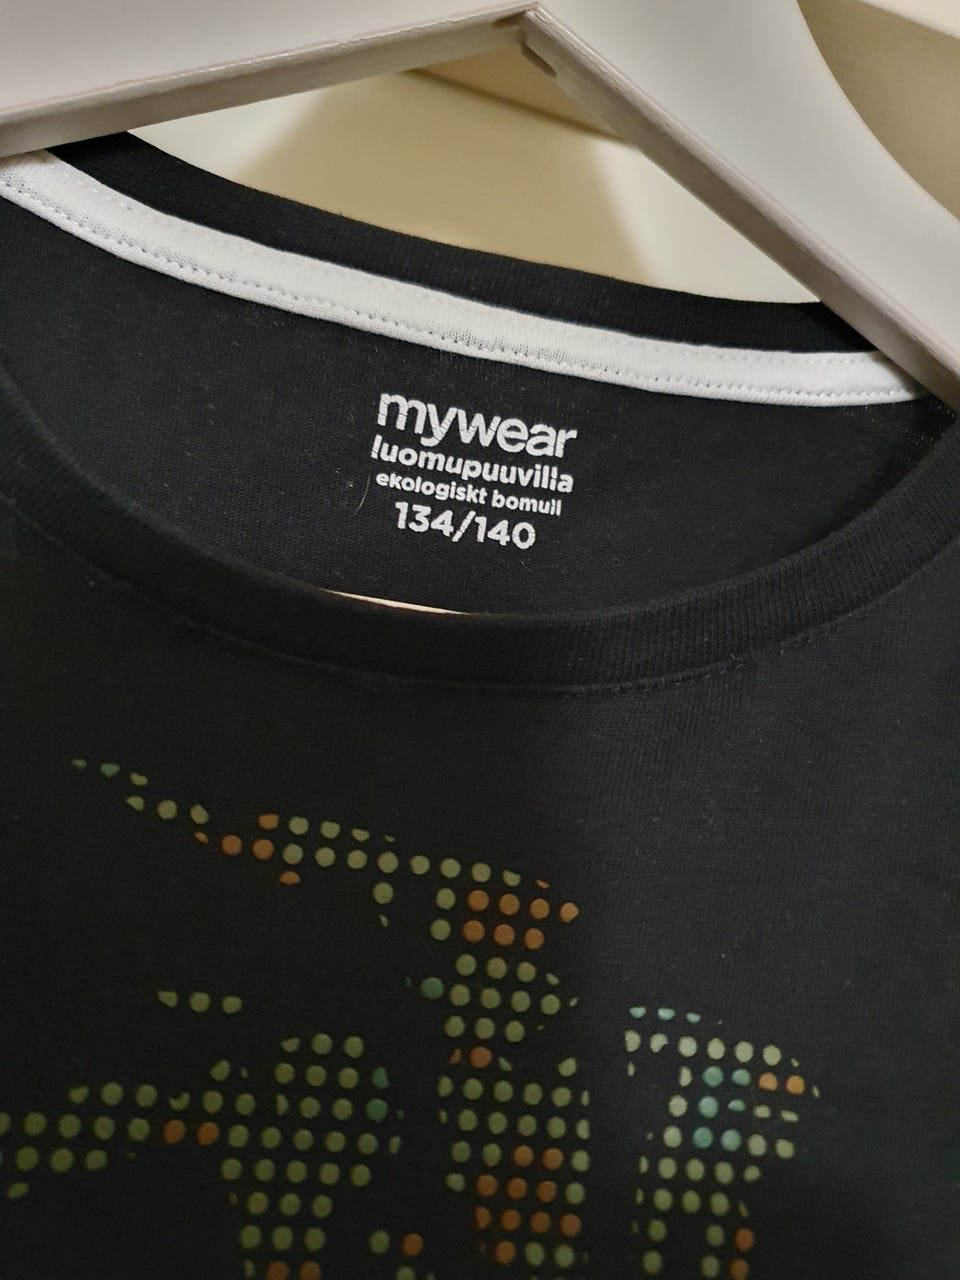 mywear
luomupuuvilla
ekologiskt bomull
134/140